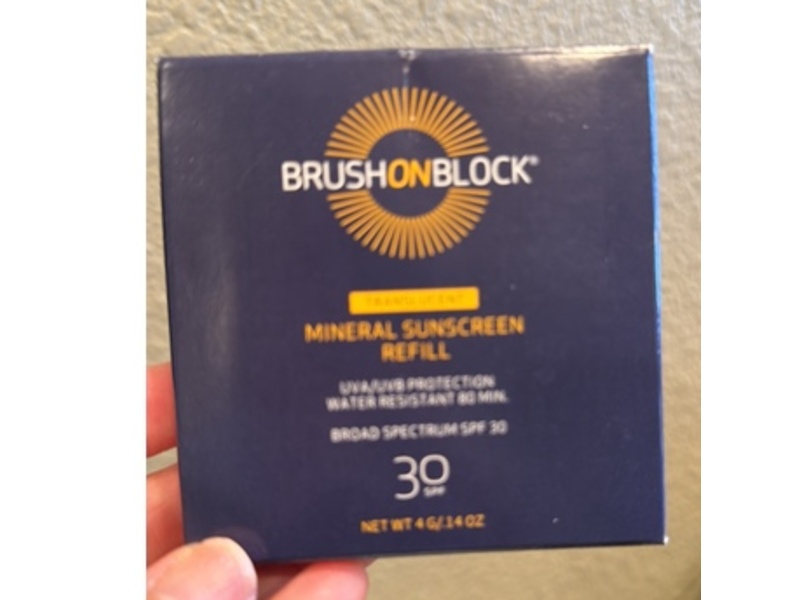 BRUSHONBLOCK®
TRANSLUCENT
MINERAL SUNSCREEN
REFILL
UVA/UVB PROTECTION
WATER RESISTANT 80 MIN.
BROAD SPECTRUM SPF 30
30
SPF
NET WT 4 G/.14 OZ